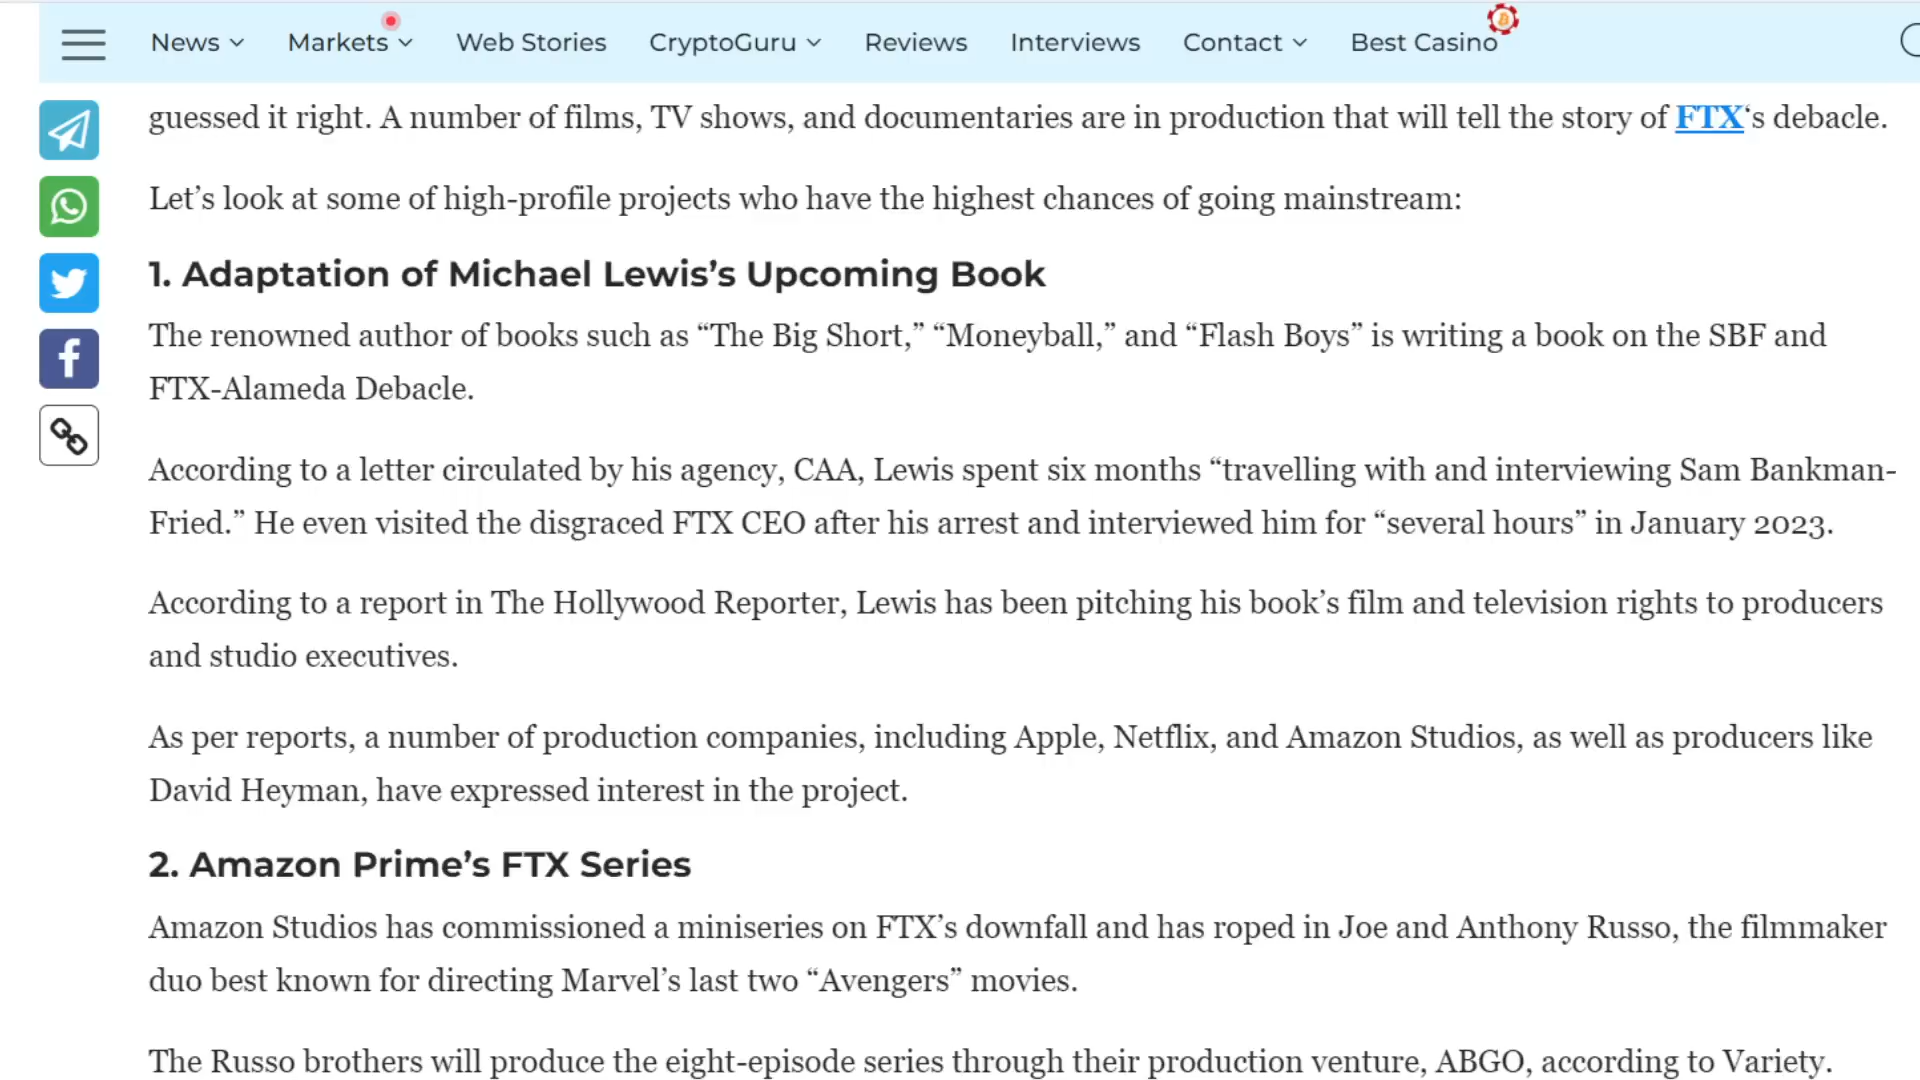 News Markets Web Stories CryptoGuru Reviews Interviews Contact Best Casino
guessed it right. A number of films, TV shows, and documentaries are in production that will tell the story of FTX‘s debacle.
Let’s look at some of high-profile projects who have the highest chances of going mainstream:
1. Adaptation of Michael Lewis’s Upcoming Book
The renowned author of books such as “The Big Short,” “Moneyball,” and “Flash Boys” is writing a book on the SBF and
FTX-Alameda Debacle.
According to a letter circulated by his agency, CAA, Lewis spent six months “travelling with and interviewing Sam Bankman-
Fried.” He even visited the disgraced FTX CEO after his arrest and interviewed him for “several hours” in January 2023.
According to a report in The Hollywood Reporter, Lewis has been pitching his book’s film and television rights to producers
and studio executives.
As per reports, a number of production companies, including Apple, Netflix, and Amazon Studios, as well as producers like
David Heyman, have expressed interest in the project.
2. Amazon Prime’s FTX Series
Amazon Studios has commissioned a miniseries on FTX’s downfall and has roped in Joe and Anthony Russo, the filmmaker
duo best known for directing Marvel’s last two “Avengers” movies.
The Russo brothers will produce the eight-episode series through their production venture, ABGO, according to Variety.